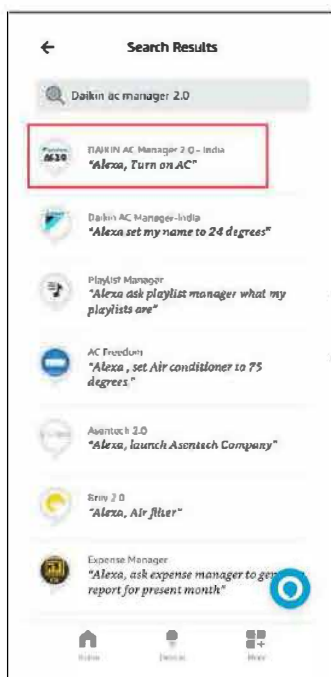 Search Results
Daikin ac manager 2.0
DAIKIN AC Manager 2.0 - India
"Alexa, Turn on AC"
Daikin AC Manager-India
"Alexa set my name to 24 degrees"
Playlist Manager
"Alexa ask playlist manager what my
playlists are"
AC Freedom
"Alexa , set Air conditioner to 75
degrees "
Asentech 2.0
"Alexa, launch Asentech Company"
2.0
"Alexa, Air filter"
Expense Manager
"Alexa, ask expense manager to
report for present month"
Home
Devices
More